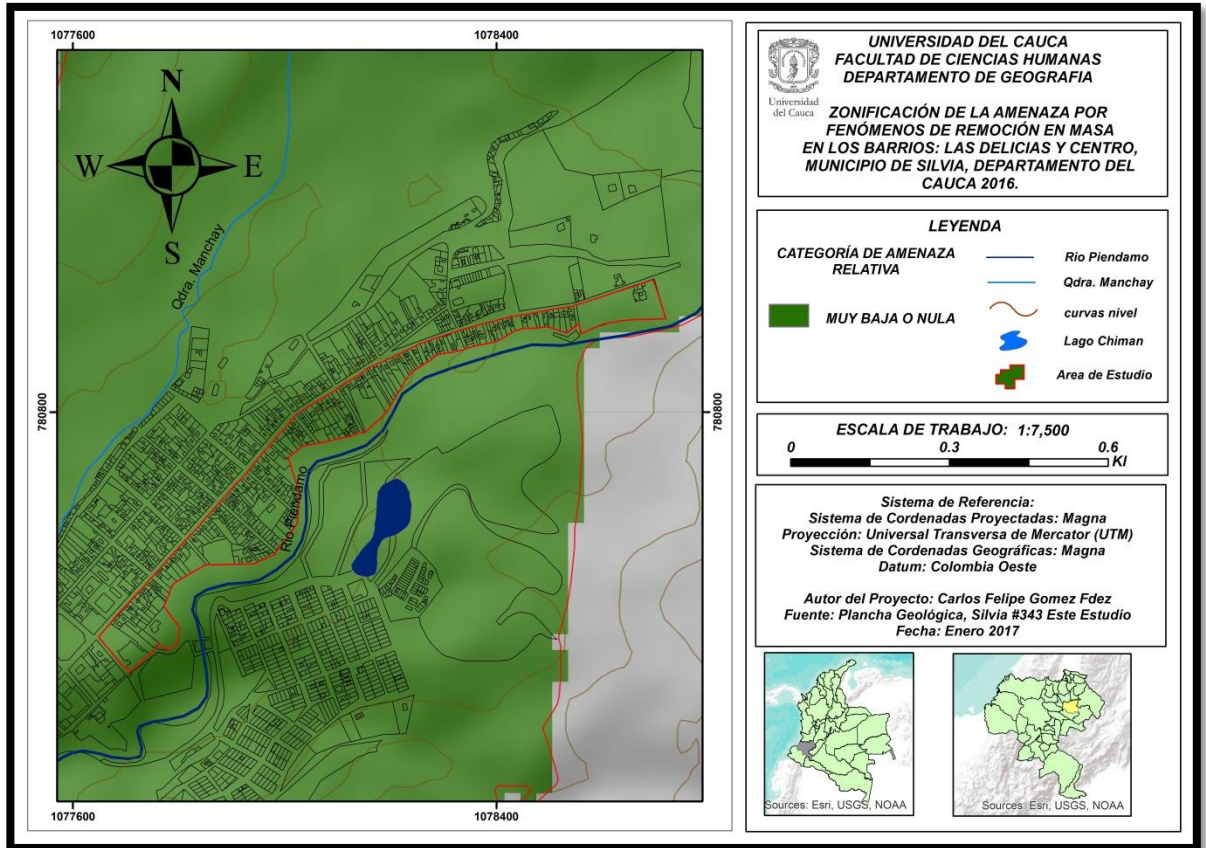 1077600
1078400
N
W
E
S
Qdra. Manchay
780800
780800
Rio Piendamo
1077600
1078400
Universidad
del Cauca
UNIVERSIDAD DEL CAUCA
FACULTAD DE CIENCIAS HUMANAS
DEPARTAMENTO DE GEOGRAFIA
ZONIFICACIÓN DE LA AMENAZA POR
FENÓMENOS DE REMOCIÓN EN MASA
EN LOS BARRIOS: LAS DELICIAS Y CENTRO,
MUNICIPIO DE SILVIA, DEPARTAMENTO DEL
CAUCA 2016.
LEYENDA
CATEGORÍA DE AMENAZA
RELATIVA
MUY BAJA O NULA
Rio Piendamo
Qdra. Manchay
curvas nivel
Lago Chiman
Area de Estudio
ESCALA DE TRABAJO: 1:7,500
0 0.3 0.6
Kl
Sistema de Referencia:
Sistema de Cordenadas Proyectadas: Magna
Proyección: Universal Transversa de Mercator (UTM)
Sistema de Cordenadas Geográficas: Magna
Datum: Colombia Oeste
Autor del Proyecto: Carlos Felipe Gomez Fdez
Fuente: Plancha Geológica, Silvia #343 Este Estudio
Fecha: Enero 2017
Sources: Esri, USGS, NOAA
Sources: Esri, USGS, NOAA